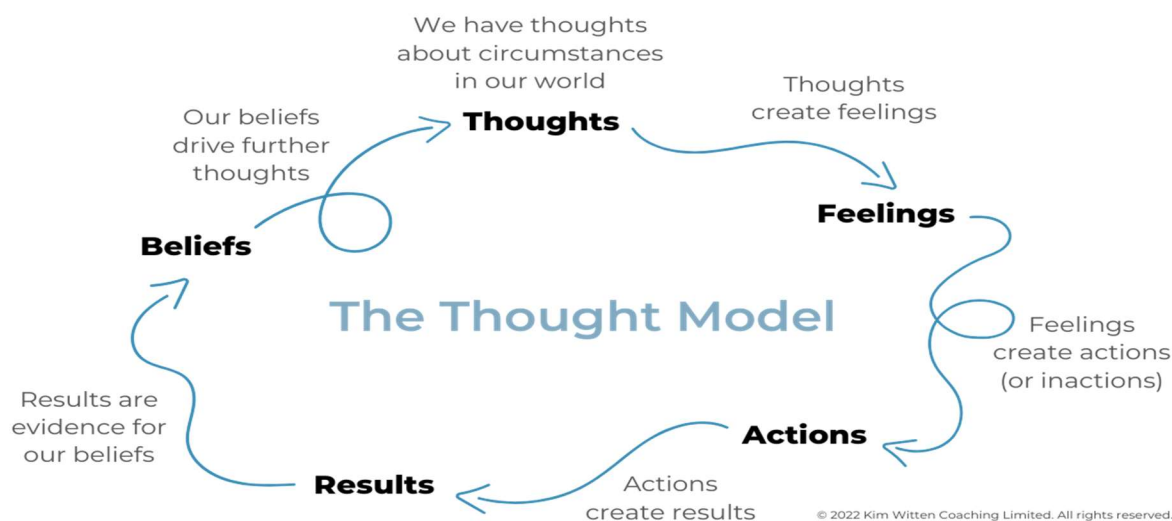 We have thoughts
about circumstances
in our world
Thoughts
Thoughts
create feelings
Feelings
Feelings
create actions
(or inactions)
Actions
Actions
create results
Results
Results are
evidence for
our beliefs
Beliefs
Our beliefs
drive further
thoughts
The Thought Model
© 2022 Kim Witten Coaching Limited. All rights reserved.